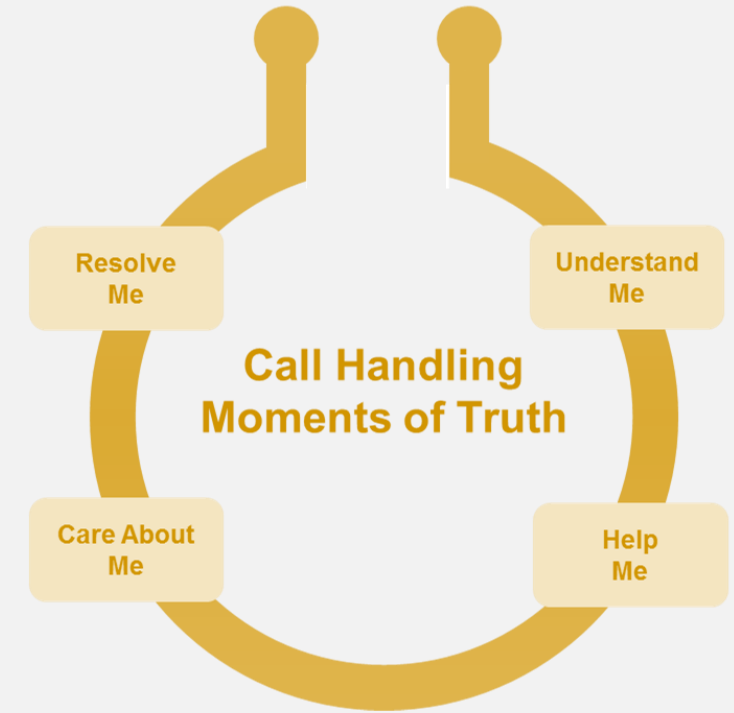 Resolve
Me
Understand
Me
Call Handling
Moments of Truth
Care About
Me
Help
Me